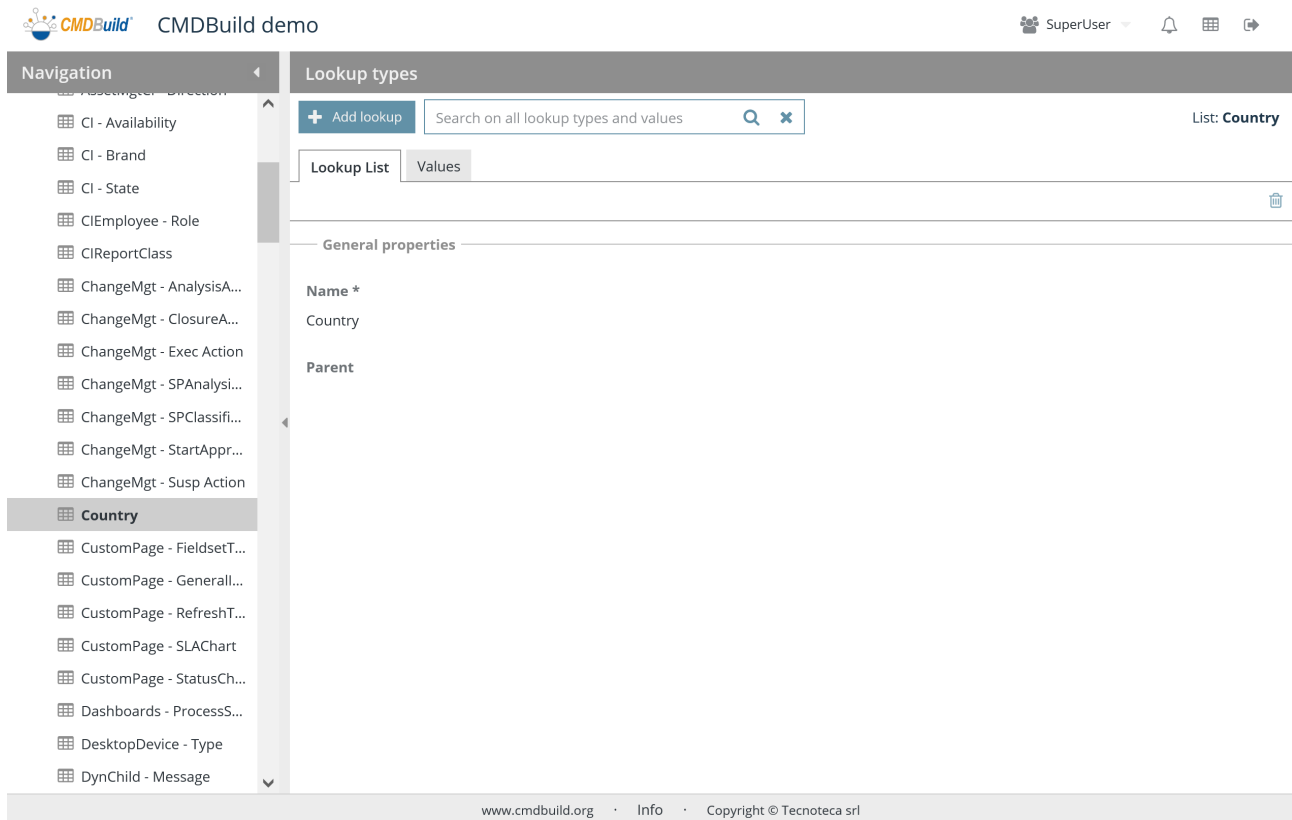 CMDBuild
CMDBuild demo
SuperUser
Navigation
AssetMgtCI - Direction
CI - Availability
CI - Brand
CI - State
CIEmployee - Role
CIReportClass
ChangeMgt - AnalysisA...
ChangeMgt - ClosureA...
ChangeMgt - Exec Action
ChangeMgt - SPAnalysi...
ChangeMgt - SPClassifi...
ChangeMgt - StartAppr...
ChangeMgt - Susp Action
Country
CustomPage - FieldsetT...
CustomPage - GeneralI...
CustomPage - RefreshT...
CustomPage - SLAChart
CustomPage - StatusCh...
Dashboards - ProcessS...
DesktopDevice - Type
DynChild - Message
Lookup types
Add lookup
Search on all lookup types and values
List: Country
Lookup List
Values
General properties
Name *
Country
Parent
www.cmdbuild.org · Info · Copyright © Tecnoteca srl